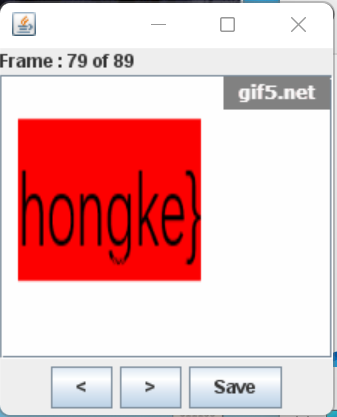 Frame : 79 of 89
gif5.net
hongke}
< > Save